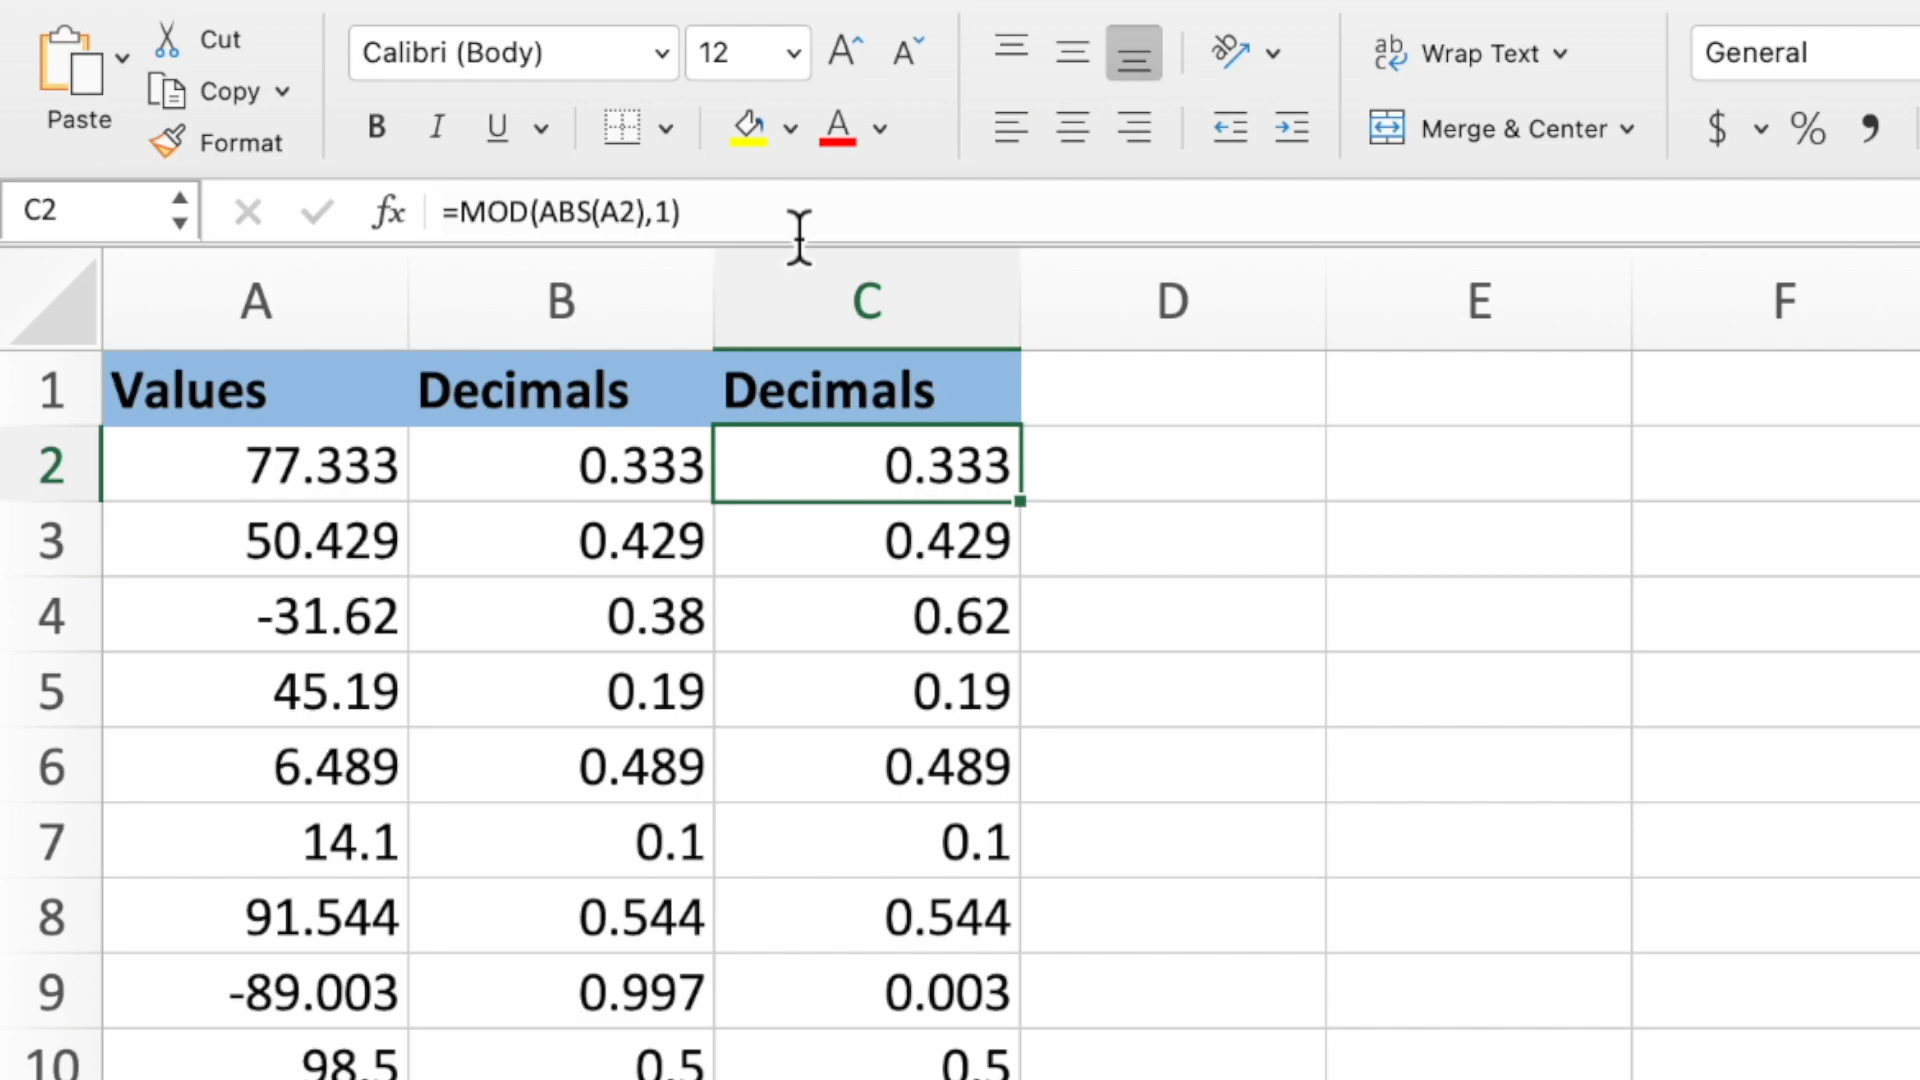 Cut
Calibri (Body) 12 A A ab Wrap Text General
Copy
Paste
Format B I U A Merge & Center $ % ,
C2 fx =MOD(ABS(A2),1)
A B C D E F
1 Values Decimals Decimals
2 77.333 0.333 0.333
3 50.429 0.429 0.429
4 -31.62 0.38 0.62
5 45.19 0.19 0.19
6 6.489 0.489 0.489
7 14.1 0.1 0.1
8 91.544 0.544 0.544
9 -89.003 0.997 0.003
10 98.5 0.5 0.5